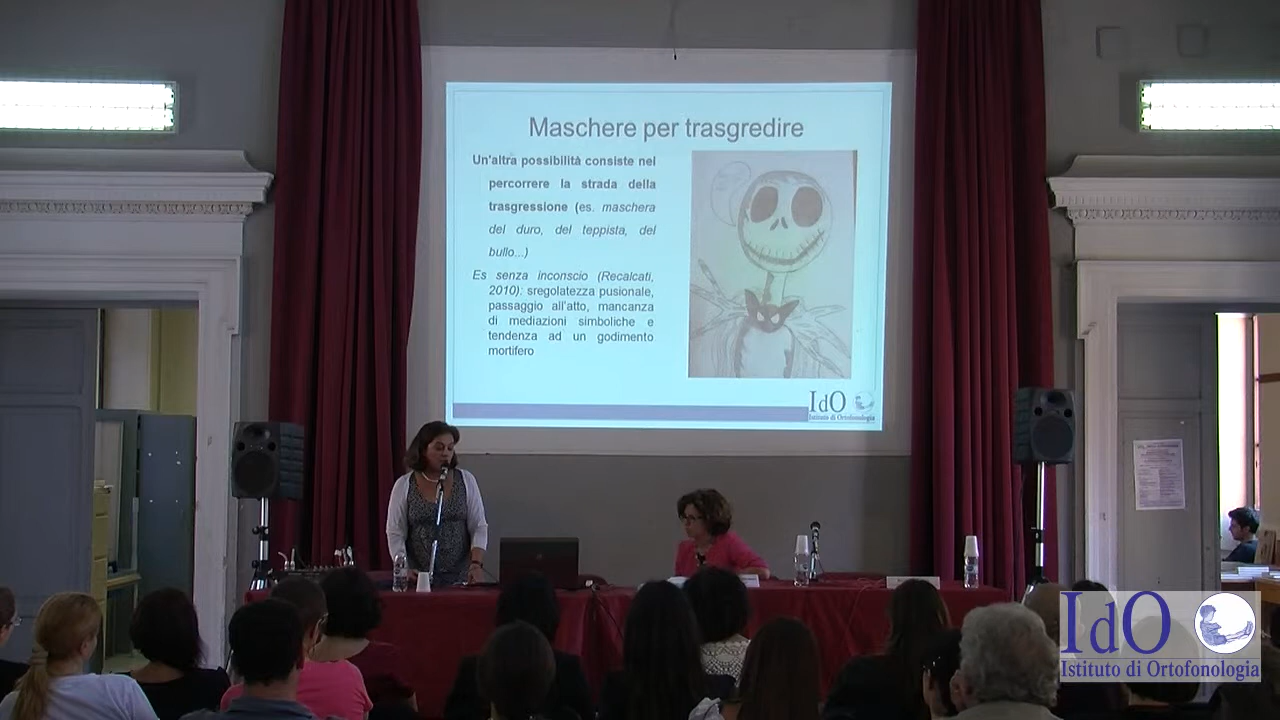 Maschere per trasgredire
Un'altra possibilità consiste nel
percorrere la strada della
trasgressione (es. maschera
del duro, del teppista, del
bullo...)
Es senza inconscio (Recalcati,
2010): sregolatezza pusionale,
passaggio all'atto, mancanza
di mediazioni simboliche e
tendenza ad un godimento
mortifero
IdO
Istituto di Ortofonologia
IdO
Istituto di Ortofonologia